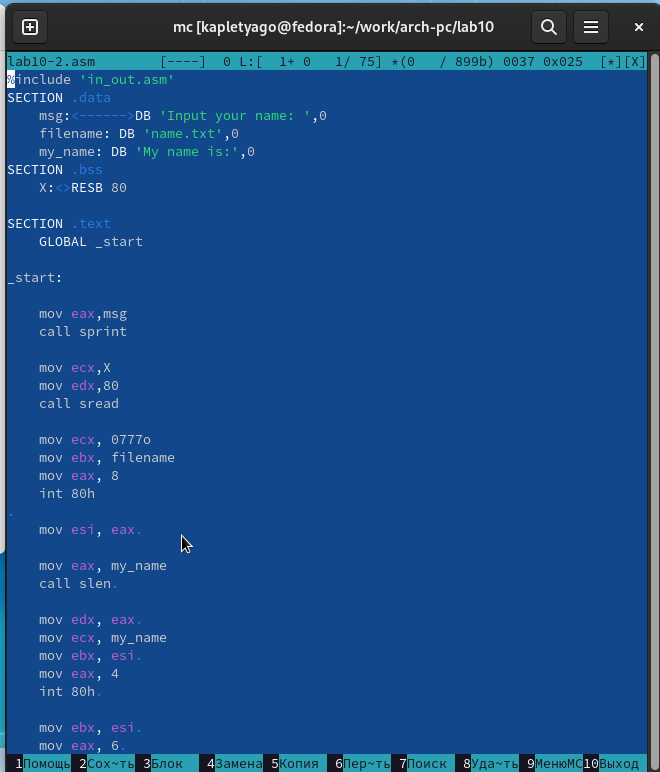 mc [kapletyago@fedora]:~/work/arch-pc/lab10
lab10-2.asm [----] 0 L:[ 1+ 0 1/ 75] *(0 / 899b) 0037 0x025 [*][X]
%include 'in_out.asm'
SECTION .data
msg:<------>DB 'Input your name: ',0
filename: DB 'name.txt',0
my_name: DB 'My name is:',0
SECTION .bss
X:<>RESB 80
SECTION .text
GLOBAL _start
_start:
mov eax,msg
call sprint
mov ecx,X
mov edx,80
call sread
mov ecx, 0777o
mov ebx, filename
mov eax, 8
int 80h
.
mov esi, eax.
mov eax, my_name
call slen.
mov edx, eax.
mov ecx, my_name
mov ebx, esi.
mov eax, 4
int 80h.
mov ebx, esi.
mov eax, 6.
1Помощь 2Сох~ть 3Блок 4Замена 5Копия 6Пер~ть 7Поиск 8Уда~ть 9МенюMC 10Выход